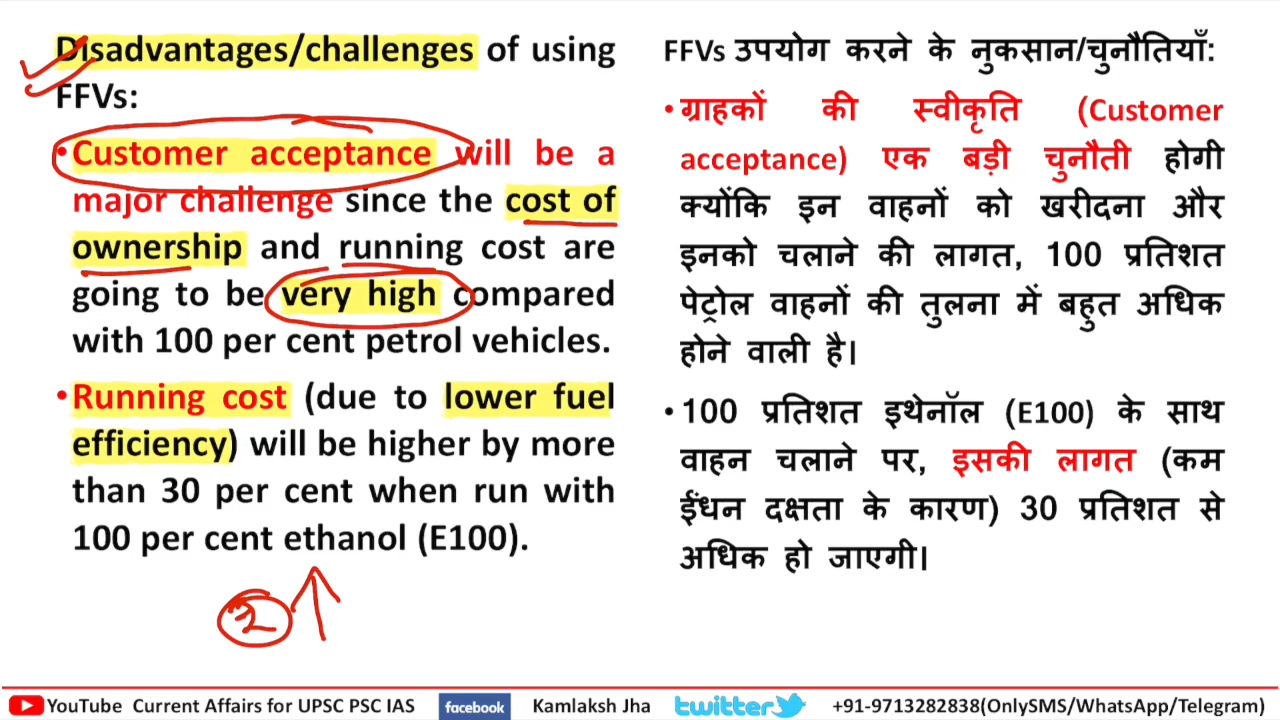 Disadvantages/challenges of using
FFVs:
• Customer acceptance will be a
major challenge since the cost of
ownership and running cost are
going to be very high compared
with 100 per cent petrol vehicles.
• Running cost (due to lower fuel
efficiency) will be higher by more
than 30 per cent when run with
100 per cent ethanol (E100).
2
FFVs उपयोग करने के नुकसान/चुनौतियाँ:
• ग्राहकों की स्वीकृति (Customer
acceptance) एक बड़ी चुनौती होगी
क्योंकि इन वाहनों को खरीदना और
इनको चलाने की लागत, 100 प्रतिशत
पेट्रोल वाहनों की तुलना में बहुत अधिक
होने वाली है।
• 100 प्रतिशत इथेनॉल (E100) के साथ
वाहन चलाने पर, इसकी लागत (कम
ईंधन दक्षता के कारण) 30 प्रतिशत से
अधिक हो जाएगी।
YouTube Current Affairs for UPSC PSC IAS facebook Kamlaksh Jha twitter +91-9713282838(OnlySMS/WhatsApp/Telegram)